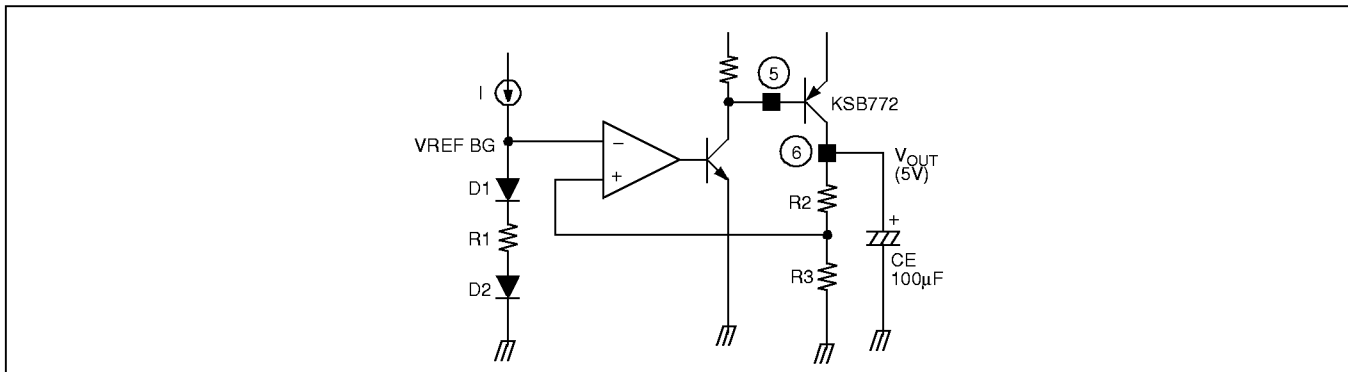 5
I
KSB772
VREF BG
−
+
6
VOUT
(5V)
D1
R2
R1
+
CE
100μF
R3
D2